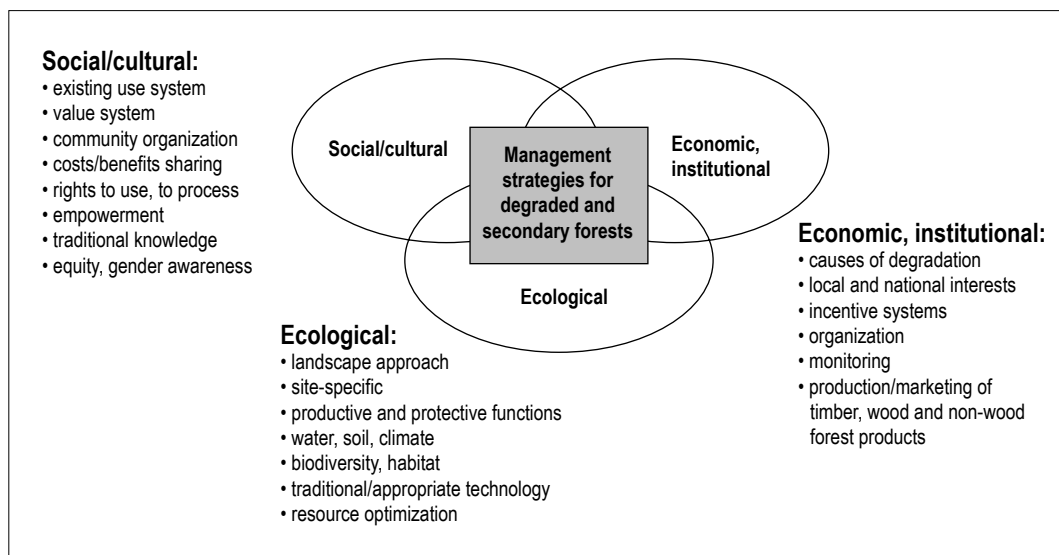 Social/cultural:
• existing use system
• value system
• community organization
• costs/benefits sharing
• rights to use, to process
• empowerment
• traditional knowledge
• equity, gender awareness
Social/cultural
Management
strategies for
degraded and
secondary forests
Economic,
institutional
Ecological
Ecological:
• landscape approach
• site-specific
• productive and protective functions
• water, soil, climate
• biodiversity, habitat
• traditional/appropriate technology
• resource optimization
Economic, institutional:
• causes of degradation
• local and national interests
• incentive systems
• organization
• monitoring
• production/marketing of
timber, wood and non-wood
forest products